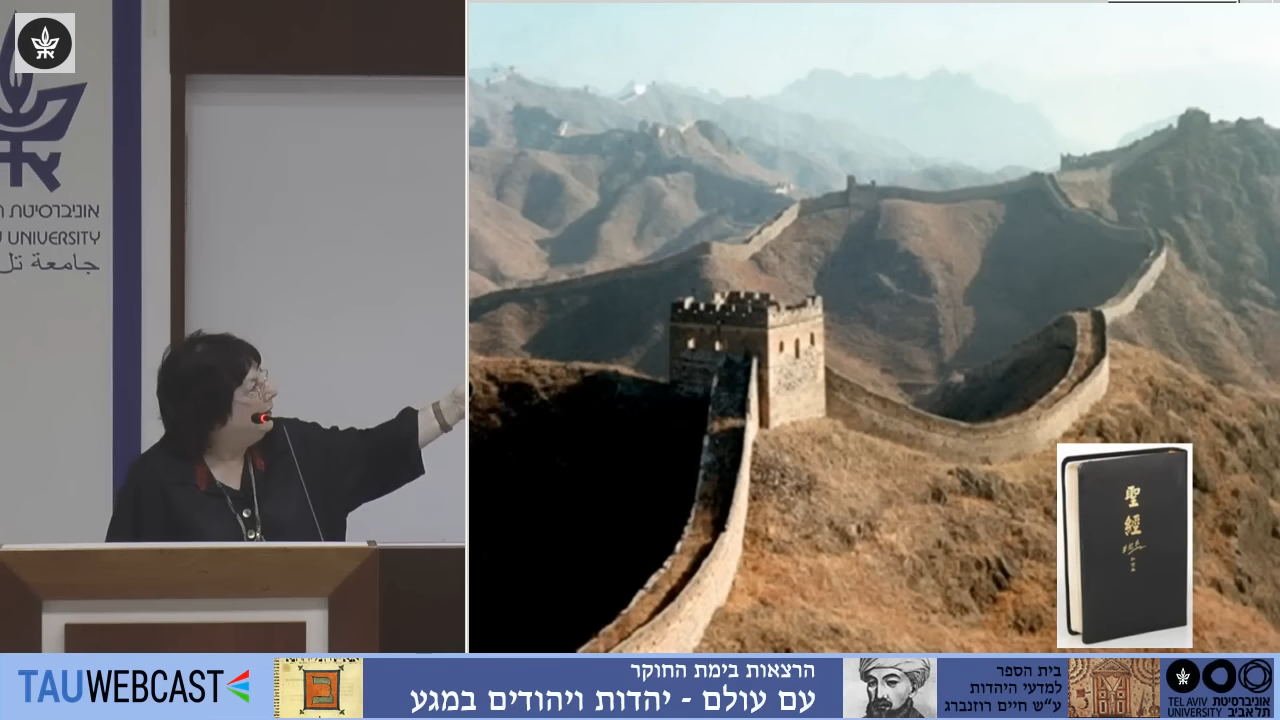 אוניברסיטת ת
UNIVERSITY
جامعة تل
聖經
TAUWEBCAST
הרצאות בימת החוקר
עם עולם - יהדות ויהודים במגע
בית הספר
למדעי היהדות
ע״ש חיים רוזנברג
TEL AVIV אוניברסיטת
UNIVERSITY תל אביב